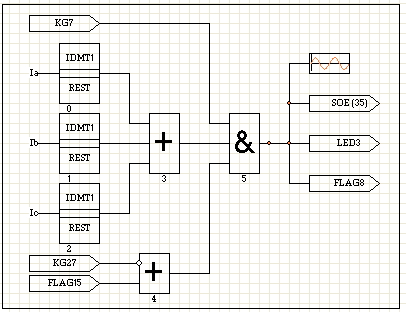 KG7
IDMT1
Ia
REST
0
SOE (35)
IDMT1
Ib
REST
1
+
3
&
5
LED3
IDMT1
Ic
REST
2
FLAG8
KG27
FLAG15
+
4